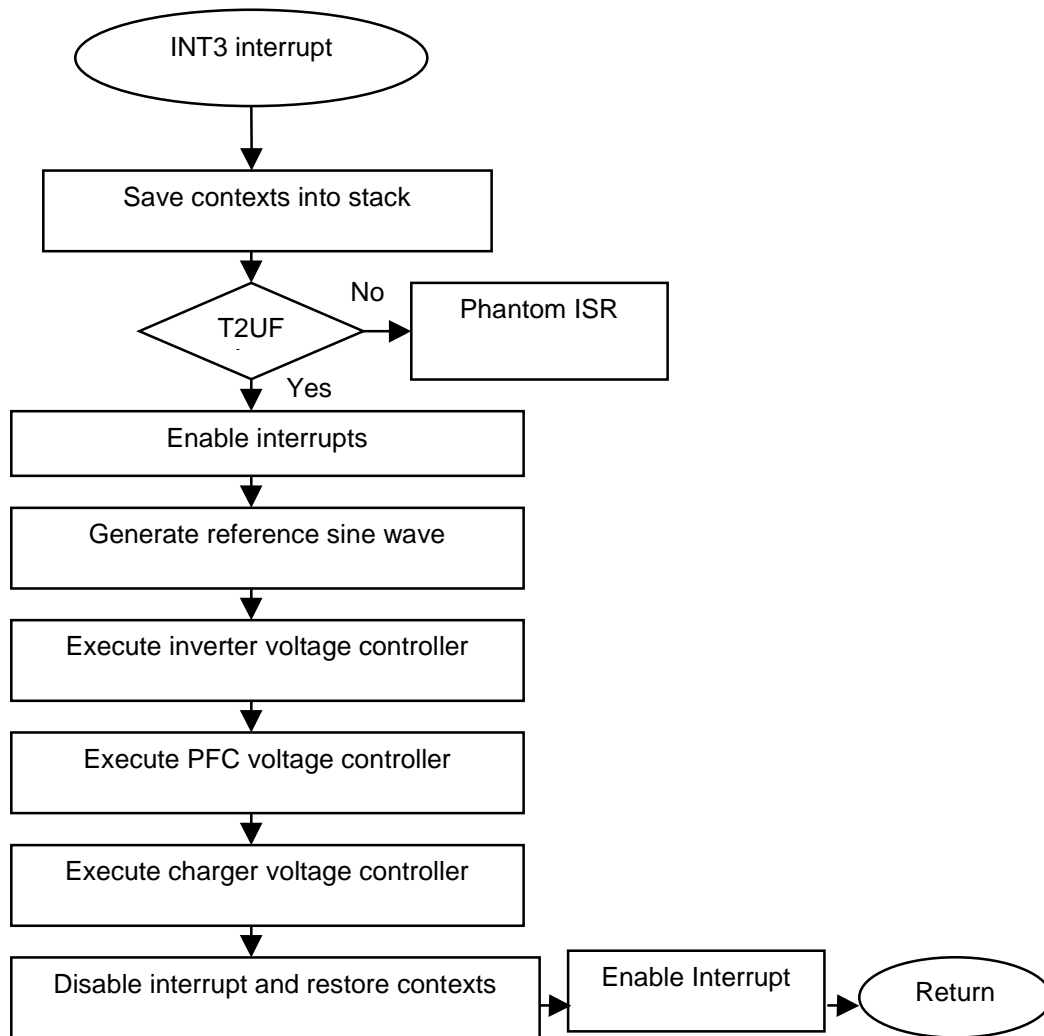 INT3 interrupt
Save contexts into stack
No
Phantom ISR
T2UF
Yes
Enable interrupts
Generate reference sine wave
Execute inverter voltage controller
Execute PFC voltage controller
Execute charger voltage controller
Disable interrupt and restore contexts
Enable Interrupt
Return